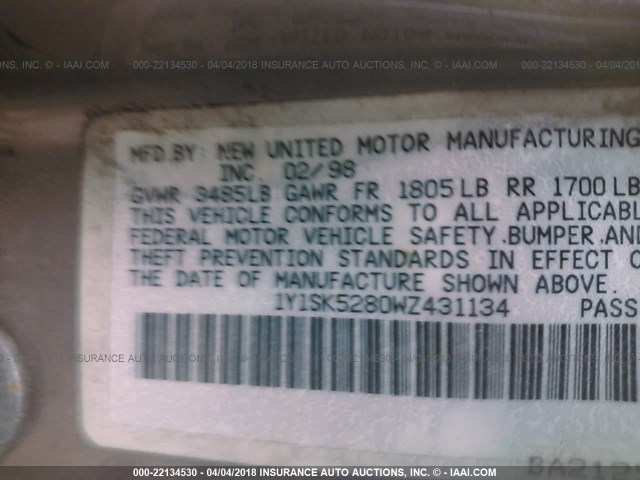 000-22134530 - 04/04/2018 INSURANCE AUTO AUCTIONS, INC. © - IAAI.COM
MFD.BY: NEW UNITED MOTOR MANUFACTURING
INC. 02/98
GVWR 3485LB GAWR FR 1805LB RR 1700LB
THIS VEHICLE CONFORMS TO ALL APPLICABL
FEDERAL MOTOR VEHICLE SAFETY,BUMPER,AND
THEFT PREVENTION STANDARDS IN EFFECT O
THE DATE OF MANUFACTURE SHOWN ABOVE.
1Y1SK5280WZ431134 PASS
000-22134530 - 04/04/2018 INSURANCE AUTO AUCTIONS, INC. © - IAAI.COM
000-22134530 - 04/04/2018 INSURANCE AUTO AUCTIONS, INC. © - IAAI.COM